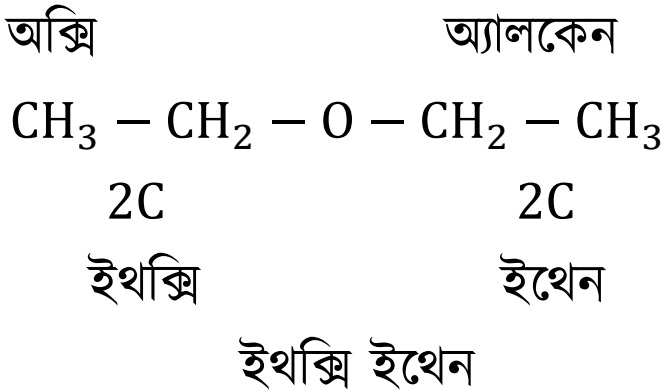 অক্সি অ্যালকেন
CH₃ − CH₂ − O − CH₂ − CH₃
2C 2C
ইথক্সি ইথেন
ইথক্সি ইথেন